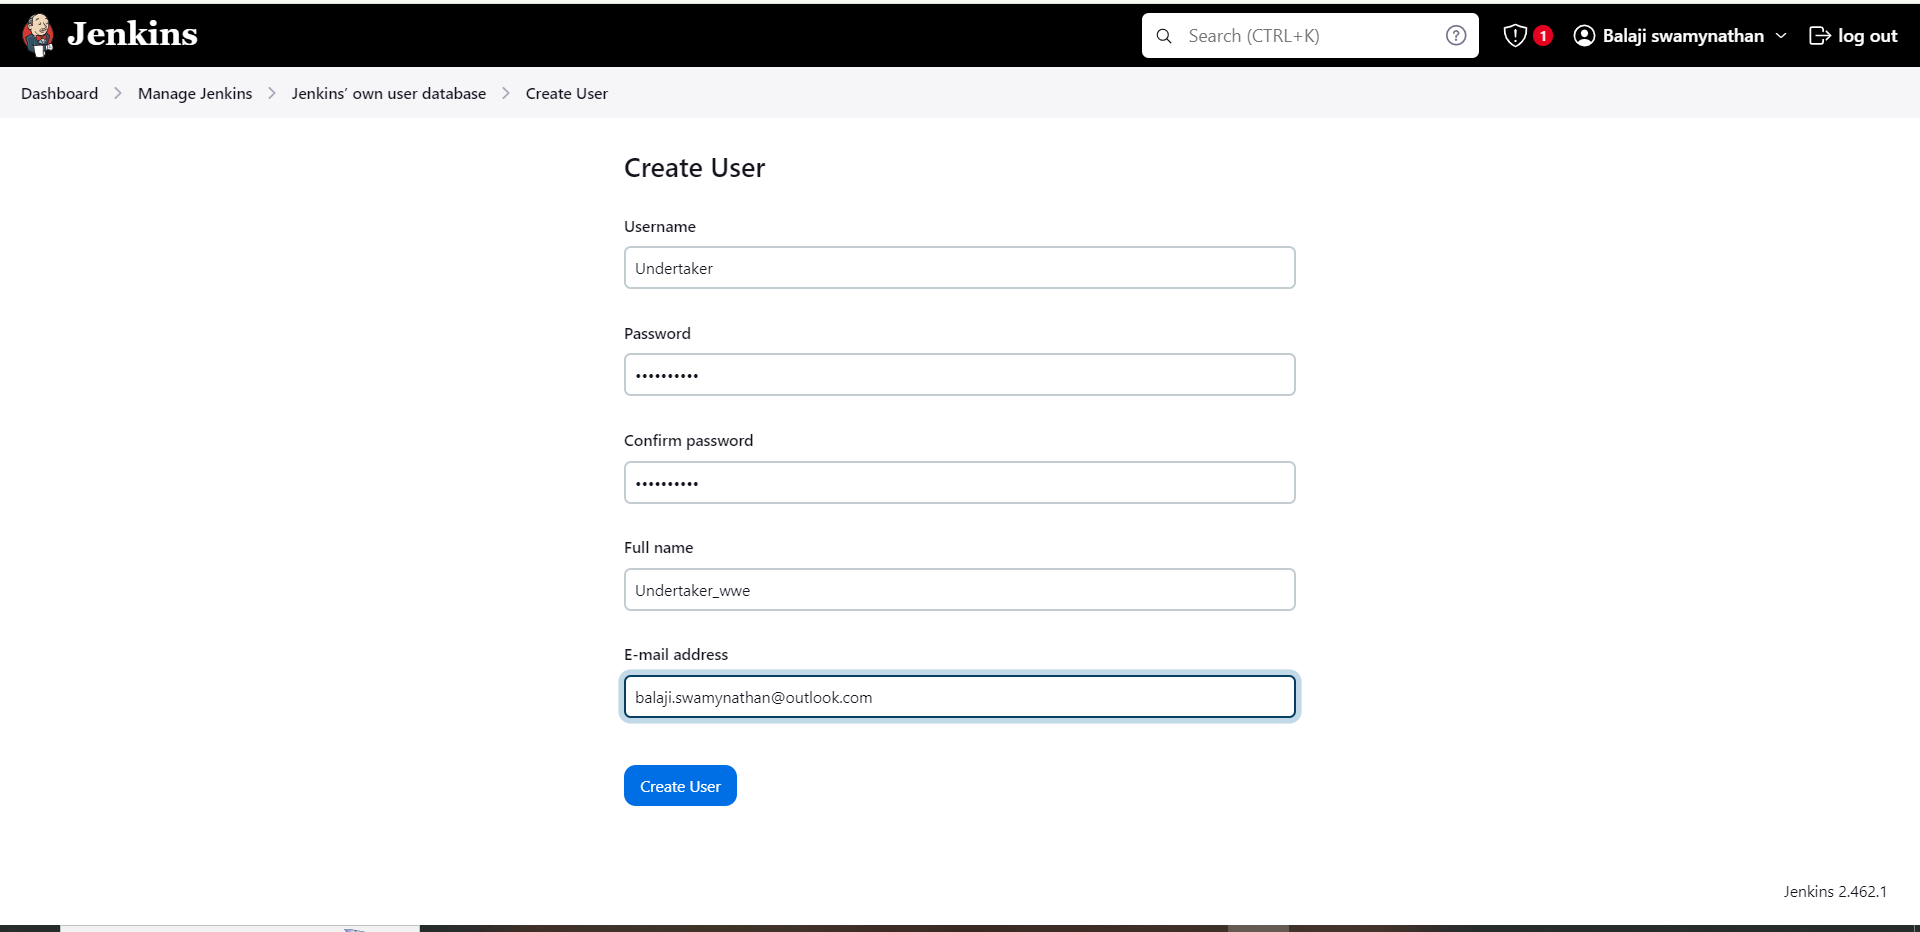 Jenkins
Search (CTRL+K)
1
Balaji swamynathan
log out
Dashboard
Manage Jenkins
Jenkins’ own user database
Create User
Create User
Username
Undertaker
Password
••••••••••
Confirm password
••••••••••
Full name
Undertaker_wwe
E-mail address
balaji.swamynathan@outlook.com
Create User
Jenkins 2.462.1